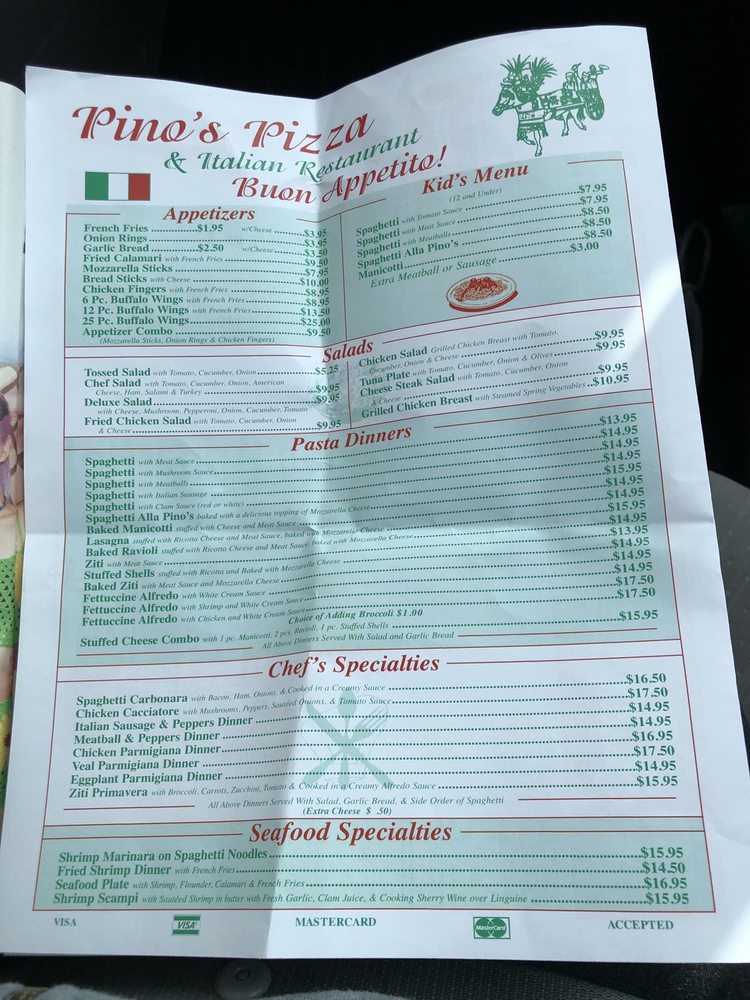 Pino's Pizza
& Italian Restaurant
Buon Appetito!
Appetizers
French Fries ............$1.95 w/Cheese ........$3.95
Onion Rings ........$3.95
Garlic Bread ............$2.50 w/Cheese ........$3.50
Fried Calamari with French Fries ........$9.50
Mozzarella Sticks ........$7.95
Bread Sticks with Cheese ........$10.00
Chicken Fingers with French Fries ........$8.95
6 Pc. Buffalo Wings with French Fries ........$8.95
12 Pc. Buffalo Wings with French Fries ........$13.50
25 Pc. Buffalo Wings ........$25.00
Appetizer Combo ........$9.50
(Mozzarella Sticks, Onion Rings & Chicken Fingers)
Kid's Menu
(12 and Under)
Spaghetti with Tomato Sauce ........$7.95
Spaghetti with Meat Sauce ........$7.95
Spaghetti with Meatballs ........$8.50
Spaghetti Alla Pino's ........$8.50
Manicotti ........$8.50
Extra Meatball or Sausage ........$3.00
Salads
Tossed Salad with Tomato, Cucumber, Onion ........$5.25
Chef Salad with Tomato, Cucumber, Onion, American
Cheese, Ham, Salami & Turkey ........$9.95
Deluxe Salad ........$9.95
with Cheese, Mushroom, Pepperoni, Onion, Cucumber, Tomato
Fried Chicken Salad with Tomato, Cucumber, Onion
& Cheese ........$9.95
Chicken Salad Grilled Chicken Breast with Tomato,
Cucumber, Onion & Cheese ........$9.95
Tuna Plate with Tomato, Cucumber, Onion & Olives ........$9.95
Cheese Steak Salad with Tomato, Cucumber, Onion
& Cheese ........$9.95
Grilled Chicken Breast with Steamed Spring Vegetables ..$10.95
Pasta Dinners
Spaghetti with Meat Sauce ........$13.95
Spaghetti with Mushroom Sauce ........$14.95
Spaghetti with Meatballs ........$14.95
Spaghetti with Italian Sausage ........$14.95
Spaghetti with Clam Sauce (red or white) ........$15.95
Spaghetti Alla Pino's baked with a delicious topping of Mozzarella Cheese ........$14.95
Baked Manicotti stuffed with Cheese and Meat Sauce ........$14.95
Lasagna stuffed with Ricotta Cheese and Meat Sauce, baked with Mozzarella Cheese ........$15.95
Baked Ravioli stuffed with Ricotta Cheese and Meat Sauce, baked with Mozzarella Cheese ........$14.95
Ziti with Meat Sauce ........$13.95
Stuffed Shells stuffed with Ricotta and Baked with Mozzarella Cheese ........$14.95
Baked Ziti with Meat Sauce and Mozzarella Cheese ........$14.95
Fettuccine Alfredo with White Cream Sauce ........$14.95
Fettuccine Alfredo with Shrimp and White Cream Sauce ........$17.50
Fettuccine Alfredo with Chicken and White Cream Sauce ........$17.50
Choice of Adding Broccoli $1.00
Stuffed Cheese Combo with 1 pc. Manicotti, 2 pcs. Ravioli, 1 pc. Stuffed Shells ........$15.95
All Above Dinners Served With Salad and Garlic Bread
Chef's Specialties
Spaghetti Carbonara with Bacon, Ham, Onions, & Cooked in a Creamy Sauce ........$16.50
Chicken Cacciatore with Mushrooms, Peppers, Sautéed Onions, & Tomato Sauce ........$17.50
Italian Sausage & Peppers Dinner ........$14.95
Meatball & Peppers Dinner ........$14.95
Chicken Parmigiana Dinner ........$16.95
Veal Parmigiana Dinner ........$17.50
Eggplant Parmigiana Dinner ........$14.95
Ziti Primavera with Broccoli, Carrots, Zucchini, Tomato & Cooked in a Creamy Alfredo Sauce ........$15.95
All Above Dinners Served With Salad, Garlic Bread, & Side Order of Spaghetti
(Extra Cheese $ .50)
Seafood Specialties
Shrimp Marinara on Spaghetti Noodles ........$15.95
Fried Shrimp Dinner with French Fries ........$14.50
Seafood Plate with Shrimp, Flounder, Calamari & French Fries ........$16.95
Shrimp Scampi with Sautéed Shrimp in butter with Fresh Garlic, Clam Juice, & Cooking Sherry Wine over Linguine ........$15.95
VISA VISA MASTERCARD MasterCard ACCEPTED